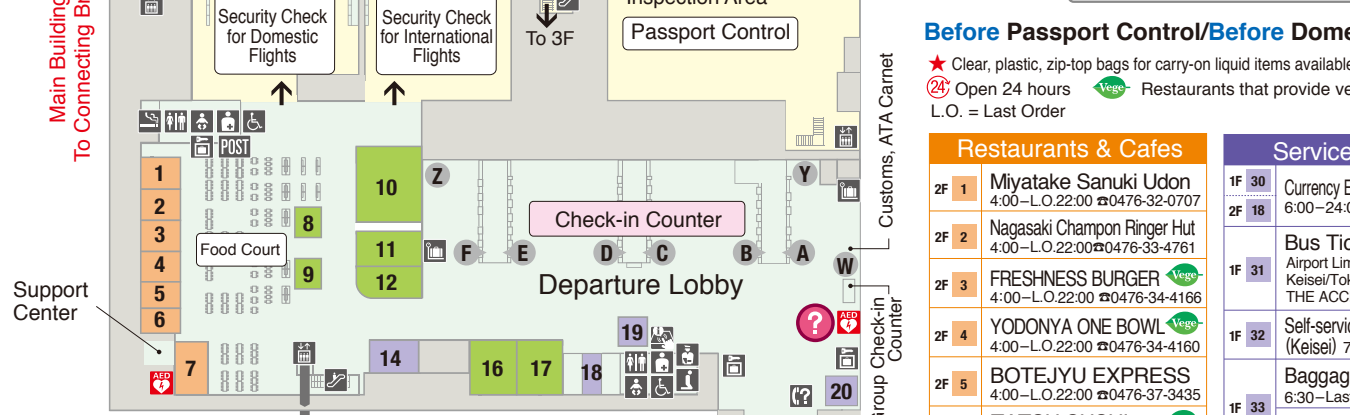 Main Building
To Connecting Br
Security Check
for Domestic
Flights
Security Check
for International
Flights
To 3F
Inspection Area
Passport Control
POST
1
2
3
4
5
6
7
8
9
10
11
12
14
16
17
18
19
20
Food Court
Support
Center
AED
Z
Y
Check-in Counter
F
E
D
C
B
A
W
Departure Lobby
?
AED
Customs, ATA Carnet
Group Check-in
Counter
Before Passport Control/Before Dome
★ Clear, plastic, zip-top bags for carry-on liquid items available
24 Open 24 hours Vege Restaurants that provide ve
L.O. = Last Order
Restaurants & Cafes
2F 1 Miyatake Sanuki Udon
4:00–L.O.22:00 ☎0476-32-0707
2F 2 Nagasaki Champon Ringer Hut
4:00–L.O.22:00☎0476-33-4761
2F 3 FRESHNESS BURGER Vege
4:00–L.O.22:00 ☎0476-34-4166
2F 4 YODONYA ONE BOWL Vege
4:00–L.O.22:00 ☎0476-34-4160
2F 5 BOTEJYU EXPRESS
4:00–L.O.22:00 ☎0476-37-3435
Service
1F 30
2F 18
Currency E
6:00–24:0
1F 31
Bus Tic
Airport Lim
Keisei/Tok
THE ACC
1F 32
Self-servic
(Keisei) 7
1F 33
Baggag
6:30–Las